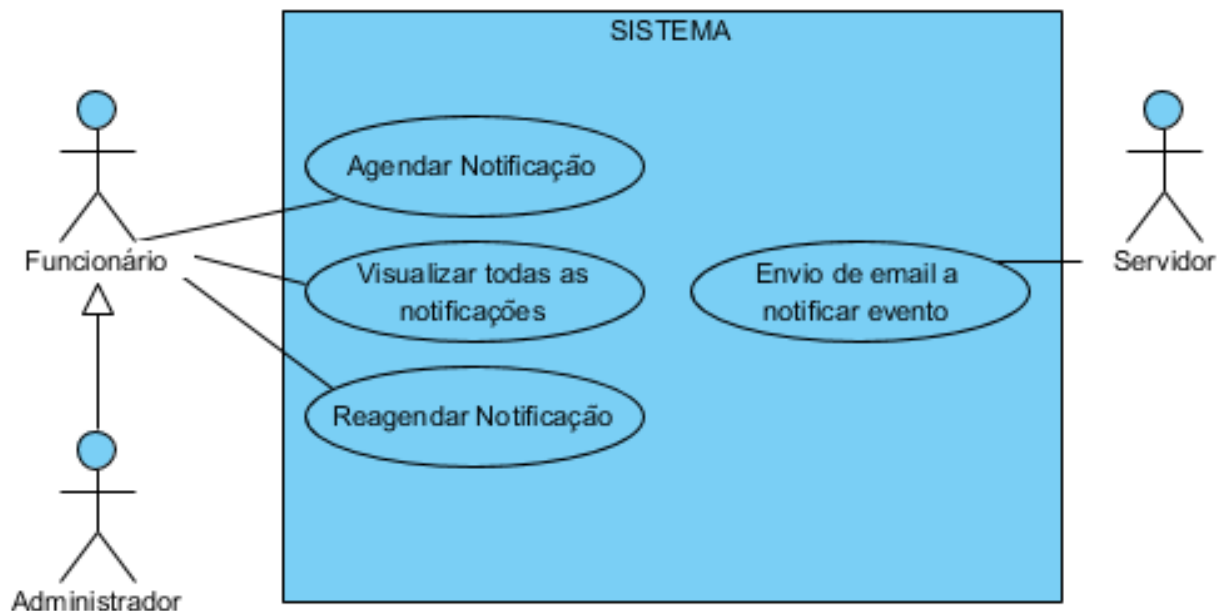 SISTEMA
Agendar Notificação
Funcionário
Visualizar todas as
notificações
Envio de email a
notificar evento
Servidor
Reagendar Notificação
Administrador